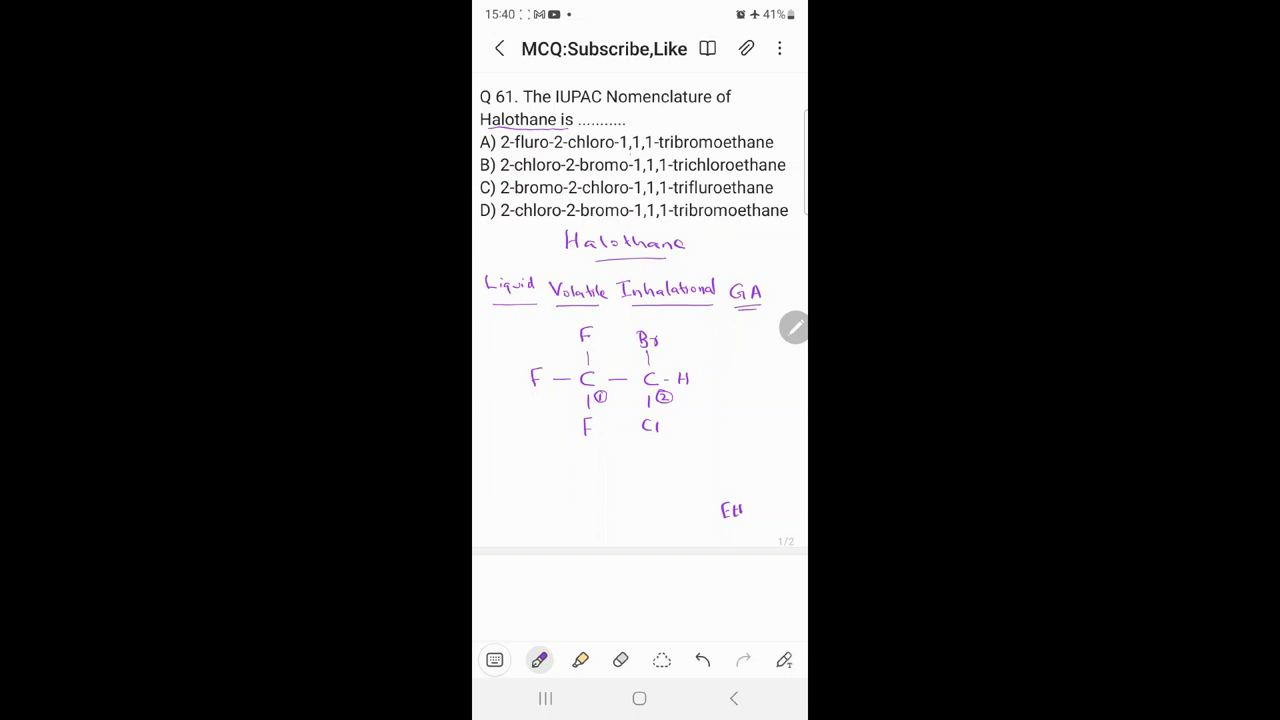 15:40 41%
MCQ:Subscribe,Like
Q 61. The IUPAC Nomenclature of
Halothane is ...........
A) 2-fluro-2-chloro-1,1,1-tribromoethane
B) 2-chloro-2-bromo-1,1,1-trichloroethane
C) 2-bromo-2-chloro-1,1,1-trifluroethane
D) 2-chloro-2-bromo-1,1,1-tribromoethane
Halothane
Liquid Volatile Inhalational GA
F Br
F — C — C - H
1 2
F Cl
Eth
1/2